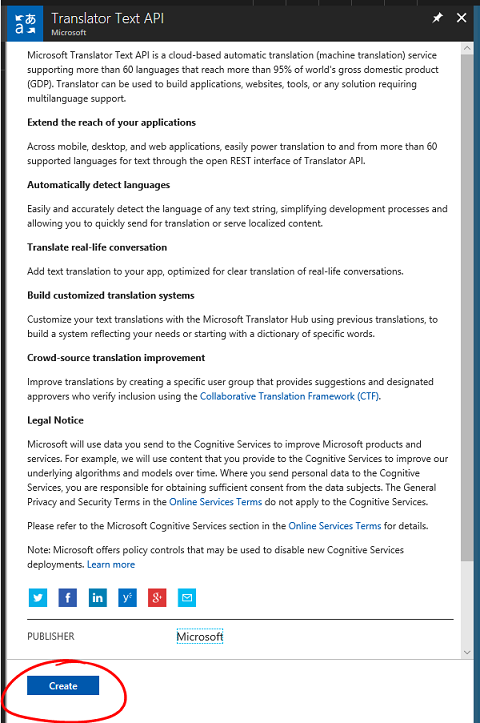 Translator Text API
Microsoft
Microsoft Translator Text API is a cloud-based automatic translation (machine translation) service
supporting more than 60 languages that reach more than 95% of world's gross domestic product
(GDP). Translator can be used to build applications, websites, tools, or any solution requiring
multilanguage support.
Extend the reach of your applications
Across mobile, desktop, and web applications, easily power translation to and from more than 60
supported languages for text through the open REST interface of Translator API.
Automatically detect languages
Easily and accurately detect the language of any text string, simplifying development processes and
allowing you to quickly send for translation or serve localized content.
Translate real-life conversation
Add text translation to your app, optimized for clear translation of real-life conversations.
Build customized translation systems
Customize your text translations with the Microsoft Translator Hub using previous translations, to
build a system reflecting your needs or starting with a dictionary of specific words.
Crowd-source translation improvement
Improve translations by creating a specific user group that provides suggestions and designated
approvers who verify inclusion using the Collaborative Translation Framework (CTF).
Legal Notice
Microsoft will use data you send to the Cognitive Services to improve Microsoft products and
services. For example, we will use content that you provide to the Cognitive Services to improve our
underlying algorithms and models over time. Where you send personal data to the Cognitive
Services, you are responsible for obtaining sufficient consent from the data subjects. The General
Privacy and Security Terms in the Online Services Terms do not apply to the Cognitive Services.
Please refer to the Microsoft Cognitive Services section in the Online Services Terms for details.
Note: Microsoft offers policy controls that may be used to disable new Cognitive Services
deployments. Learn more
PUBLISHER Microsoft
Create